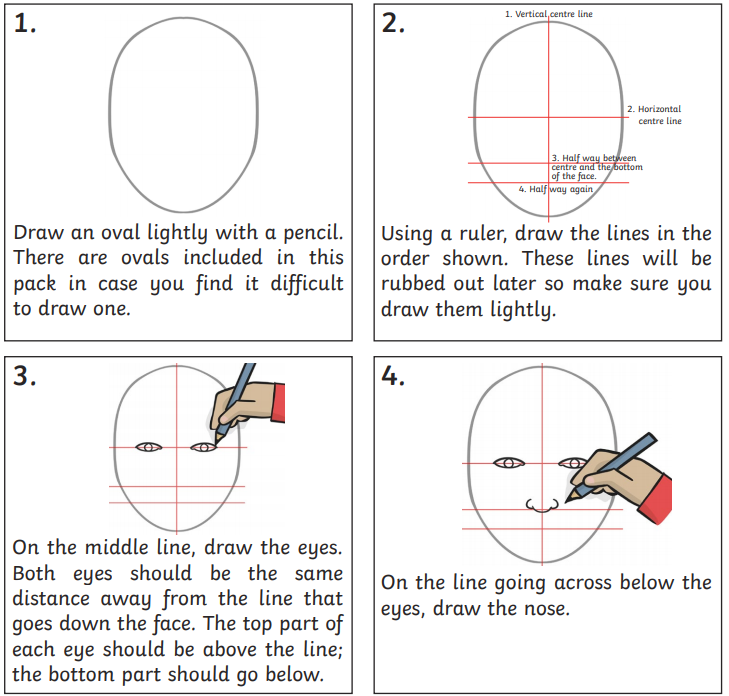 1.
Draw an oval lightly with a pencil.
There are ovals included in this
pack in case you find it difficult
to draw one.
2.
1. Vertical centre line
2. Horizontal
centre line
3. Half way between
centre and the bottom
of the face.
4. Half way again
Using a ruler, draw the lines in the
order shown. These lines will be
rubbed out later so make sure you
draw them lightly.
3.
On the middle line, draw the eyes.
Both eyes should be the same
distance away from the line that
goes down the face. The top part of
each eye should be above the line;
the bottom part should go below.
4.
On the line going across below the
eyes, draw the nose.